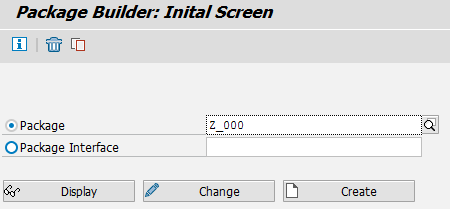 Package Builder: Inital Screen
Package
Z_000
Package Interface
Display
Change
Create